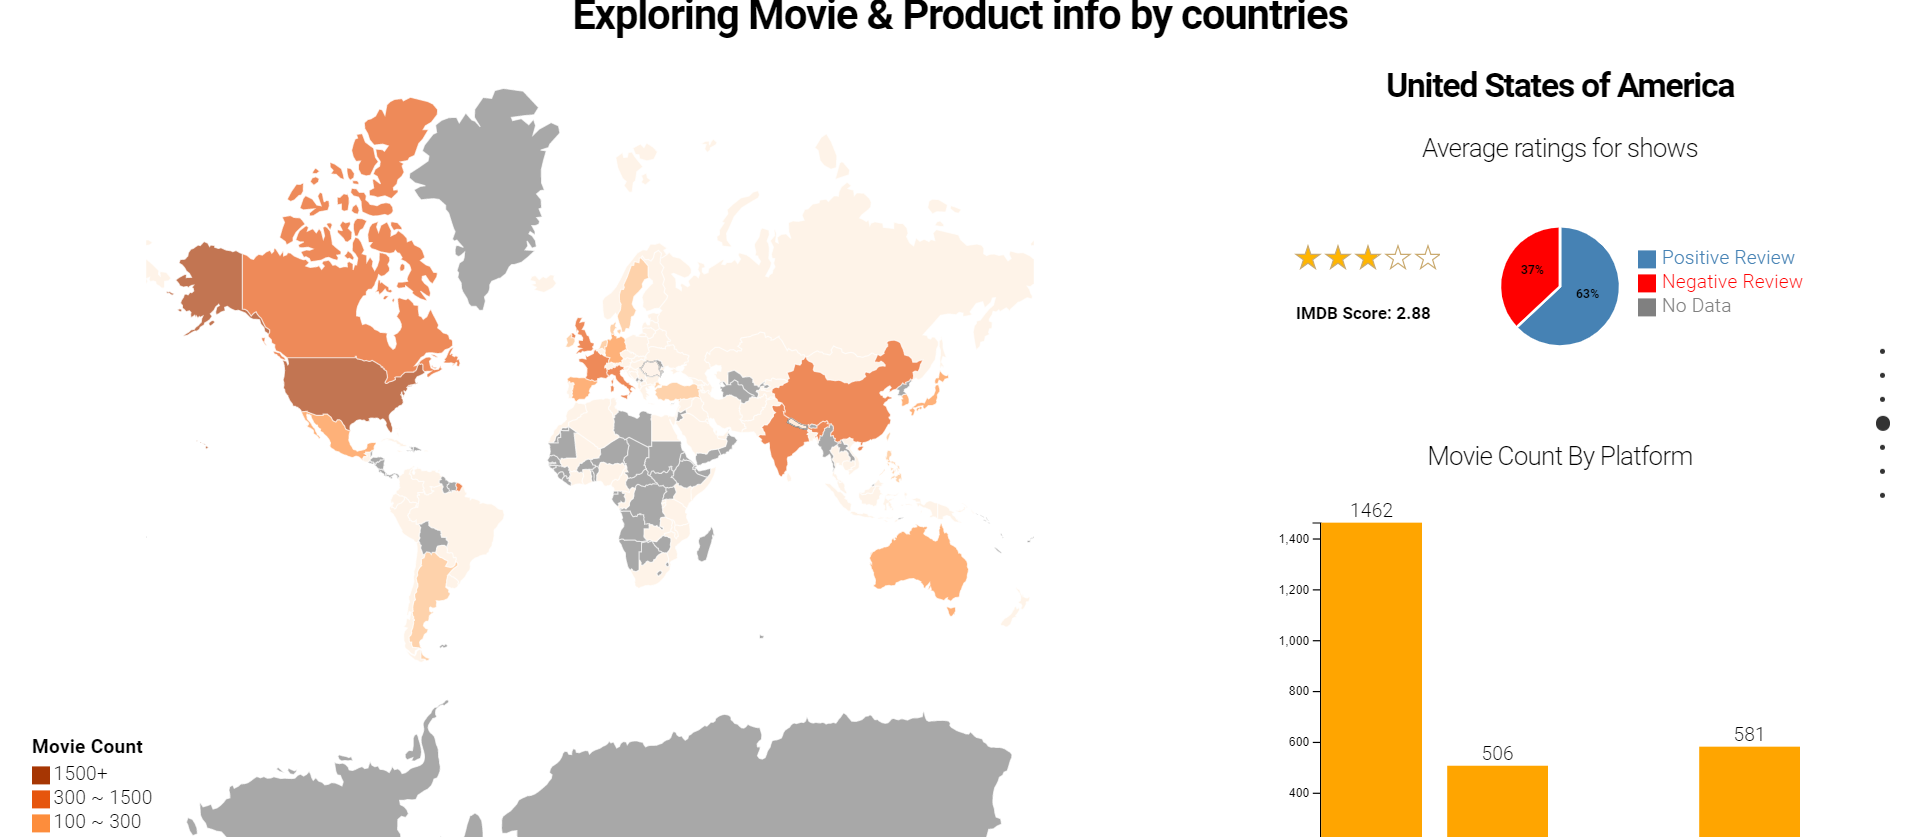 Exploring Movie & Product info by countries
United States of America
Average ratings for shows
IMDB Score: 2.88
37%
63%
Positive Review
Negative Review
No Data
Movie Count By Platform
1462
1,400
1,200
1,000
800
600
400
506
581
Movie Count
1500+
300 ~ 1500
100 ~ 300